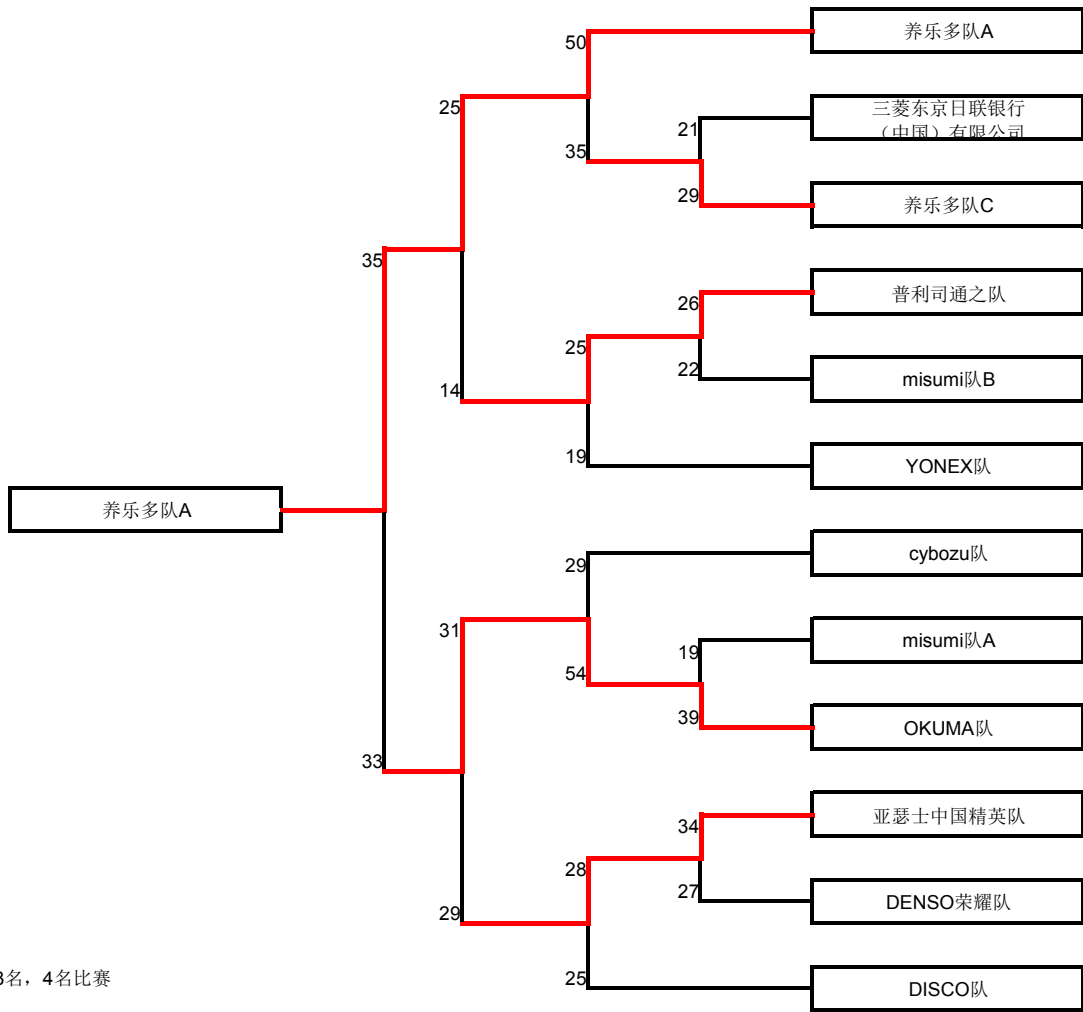 养乐多队A
50
25
三菱东京日联银行
（中国）有限公司
21
35
29
养乐多队C
35
26
普利司通之队
25
22
misumi队B
14
19
YONEX队
养乐多队A
29
cybozu队
31
19
misumi队A
54
39
OKUMA队
33
34
亚瑟士中国精英队
28
27
DENSO荣耀队
29
25
DISCO队
3名，4名比赛